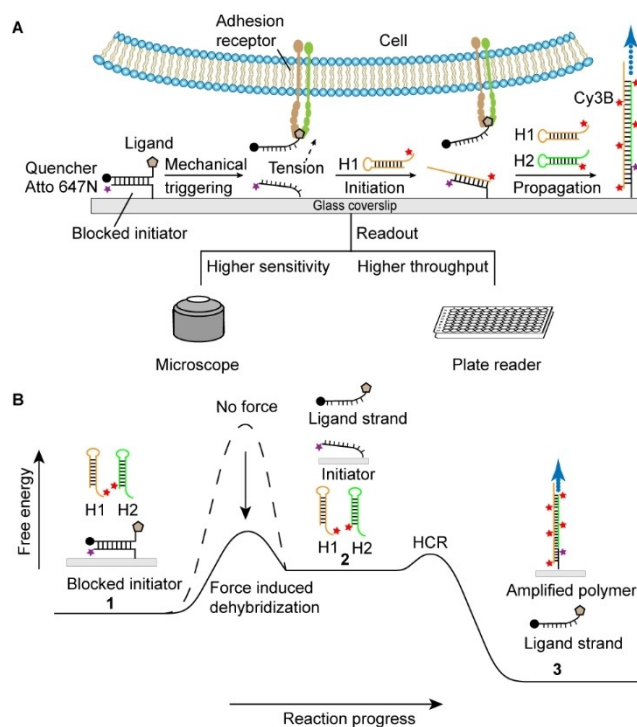 A
Adhesion
receptor
Cell
Cy3B
Ligand
H1
Quencher
Atto 647N
Mechanical
triggering
Tension
H1
Initiation
H2
Propagation
Glass coverslip
Blocked initiator
Readout
Higher sensitivity
Higher throughput
Microscope
Plate reader
B
No force
Ligand strand
Free energy
Initiator
H1
H2
H1
H2
HCR
Blocked initiator
1
Force induced
dehybridization
2
Amplified polymer
Ligand strand
3
Reaction progress